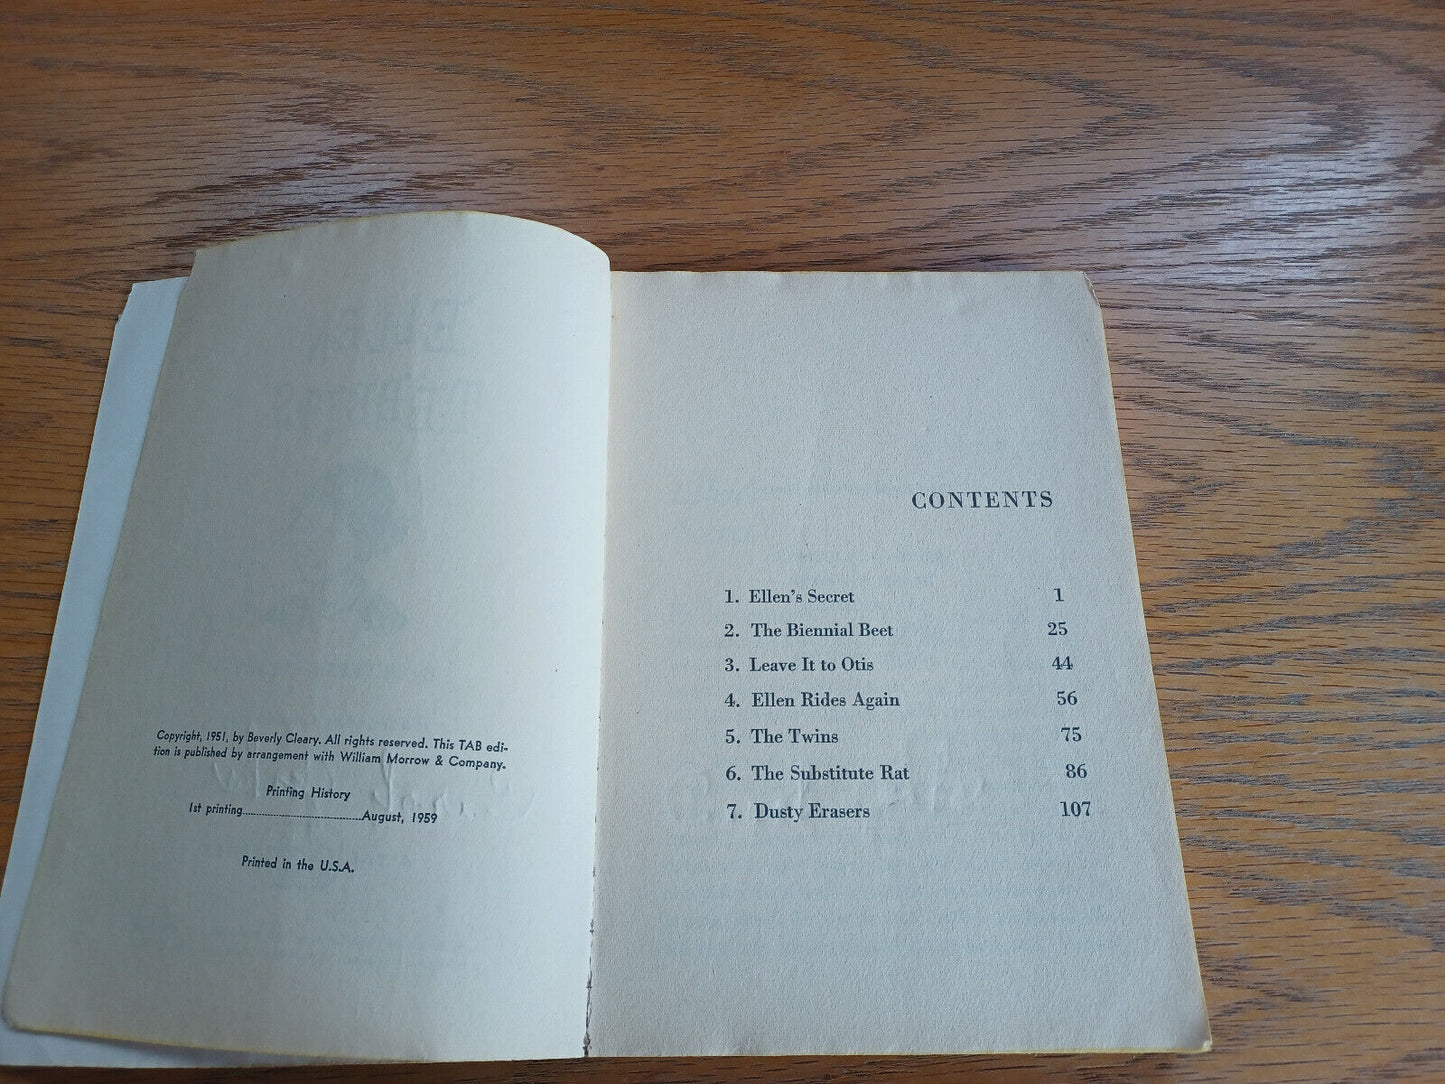 Copyright, 1951, by Beverly Cleary. All rights reserved. This TAB edi-
tion is published by arrangement with William Morrow & Company.
Printing History
1st printing..............................August, 1959
Printed in the U.S.A.
CONTENTS
1. Ellen's Secret 1
2. The Biennial Beet 25
3. Leave It to Otis 44
4. Ellen Rides Again 56
5. The Twins 75
6. The Substitute Rat 86
7. Dusty Erasers 107